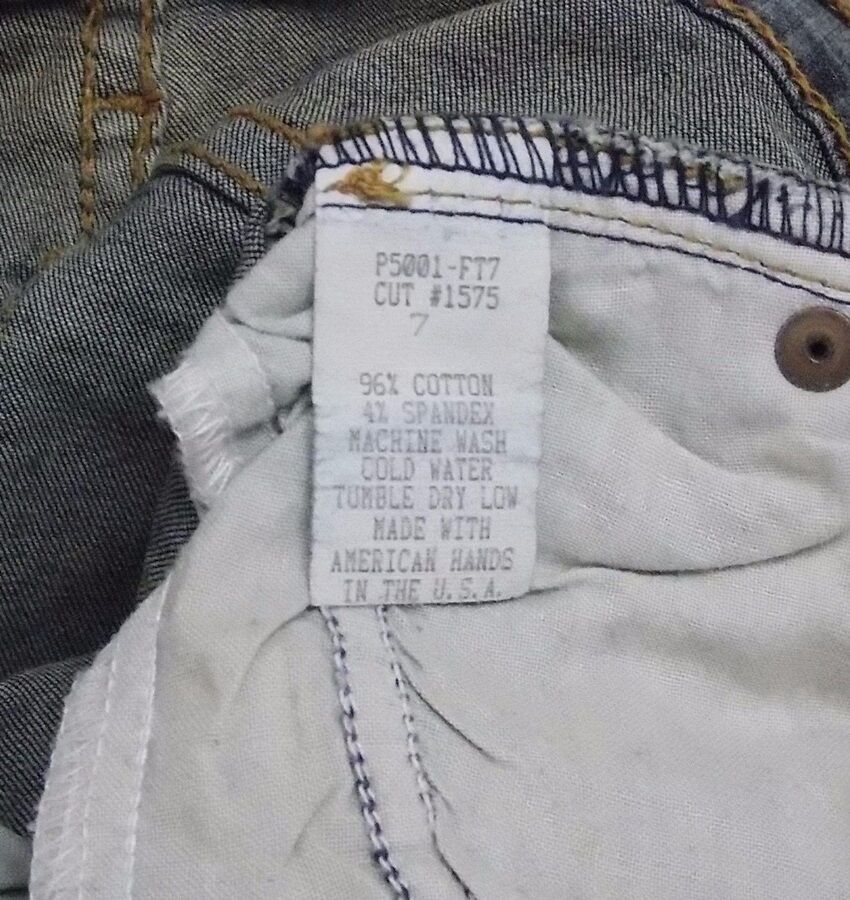 P5001-FT7
CUT #1575
7
96% COTTON
4% SPANDEX
MACHINE WASH
COLD WATER
TUMBLE DRY LOW
MADE WITH
AMERICAN HANDS
IN THE U.S.A.